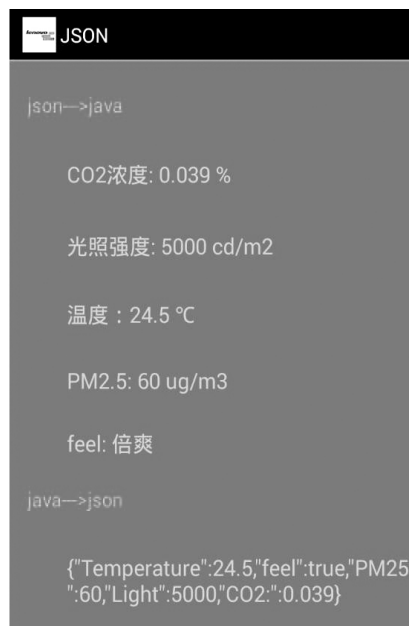 JSON
json--->java
CO2浓度: 0.039 %
光照强度: 5000 cd/m2
温度：24.5 ℃
PM2.5: 60 ug/m3
feel: 倍爽
java--->json
{"Temperature":24.5,"feel":true,"PM25
":60,"Light":5000,"CO2:":0.039}